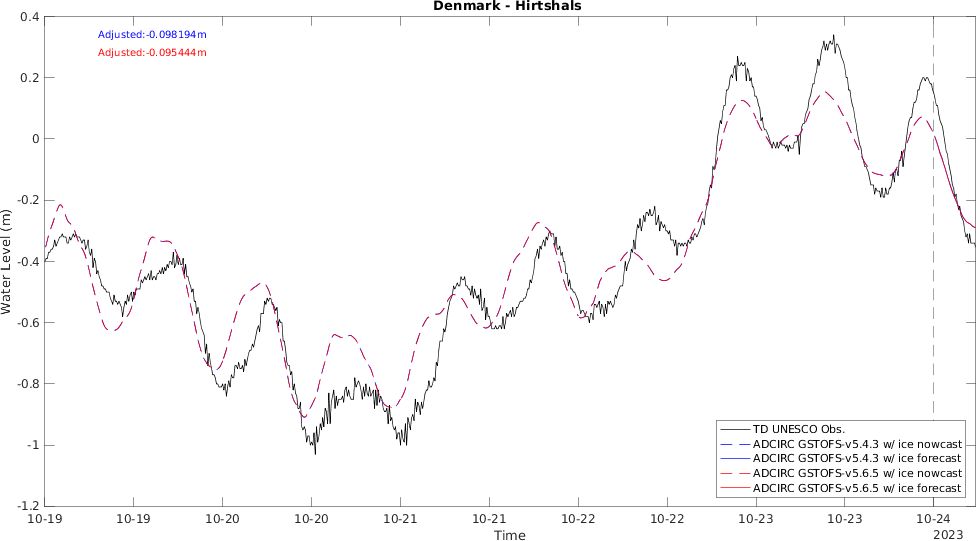 Denmark - Hirtshals
Adjusted:-0.098194m
Adjusted:-0.095444m
0.4
0.2
0
-0.2
-0.4
-0.6
-0.8
-1
-1.2
Water Level (m)
TD UNESCO Obs.
ADCIRC GSTOFS-v5.4.3 w/ ice nowcast
ADCIRC GSTOFS-v5.4.3 w/ ice forecast
ADCIRC GSTOFS-v5.6.5 w/ ice nowcast
ADCIRC GSTOFS-v5.6.5 w/ ice forecast
10-19 10-19 10-20 10-20 10-21 10-21 10-22 10-22 10-23 10-23 10-24
Time
2023